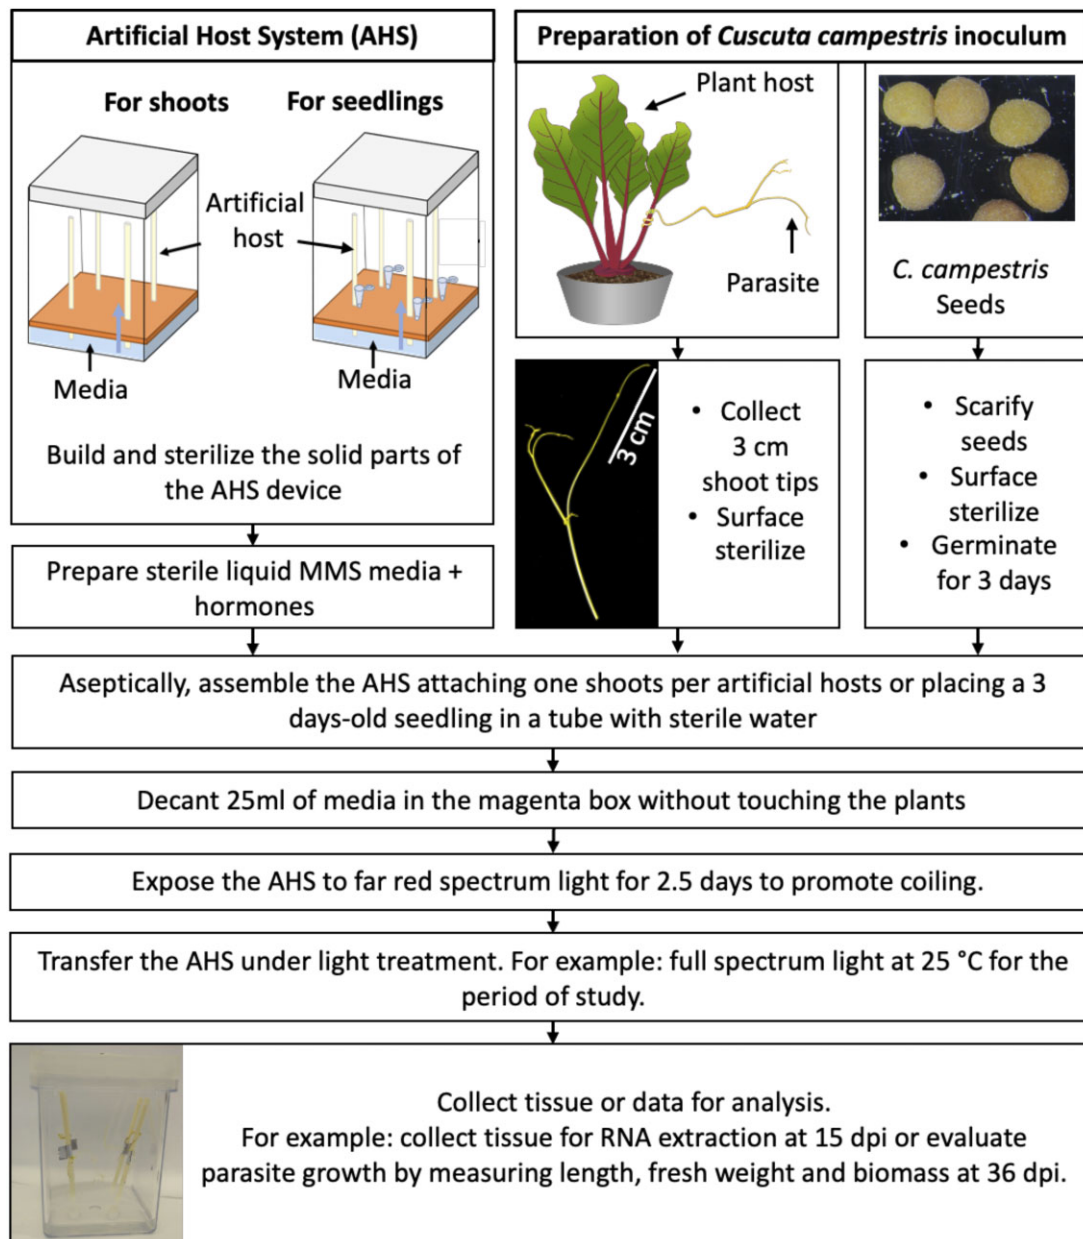 Artificial Host System (AHS)
For shoots
For seedlings
Artificial
host
Media
Media
Build and sterilize the solid parts of
the AHS device
Prepare sterile liquid MMS media +
hormones
Preparation of Cuscuta campestris inoculum
Plant host
Parasite
C. campestris
Seeds
3 cm
• Collect
3 cm
shoot tips
• Surface
sterilize
• Scarify
seeds
• Surface
sterilize
• Germinate
for 3 days
Aseptically, assemble the AHS attaching one shoots per artificial hosts or placing a 3
days-old seedling in a tube with sterile water
Decant 25ml of media in the magenta box without touching the plants
Expose the AHS to far red spectrum light for 2.5 days to promote coiling.
Transfer the AHS under light treatment. For example: full spectrum light at 25 °C for the
period of study.
Collect tissue or data for analysis.
For example: collect tissue for RNA extraction at 15 dpi or evaluate
parasite growth by measuring length, fresh weight and biomass at 36 dpi.